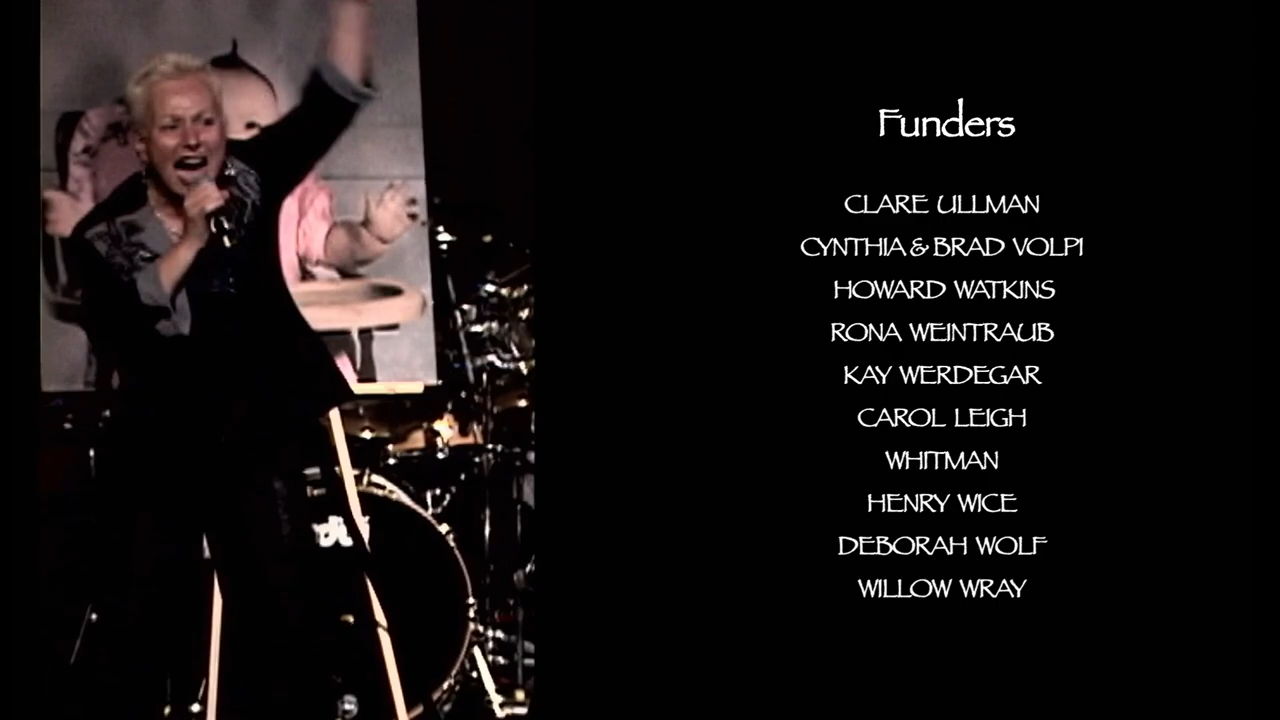 Funders
CLARE ULLMAN
CYNTHIA & BRAD VOLPI
HOWARD WATKINS
RONA WEINTRAUB
KAY WERDEGAR
CAROL LEIGH
WHITMAN
HENRY WICE
DEBORAH WOLF
WILLOW WRAY